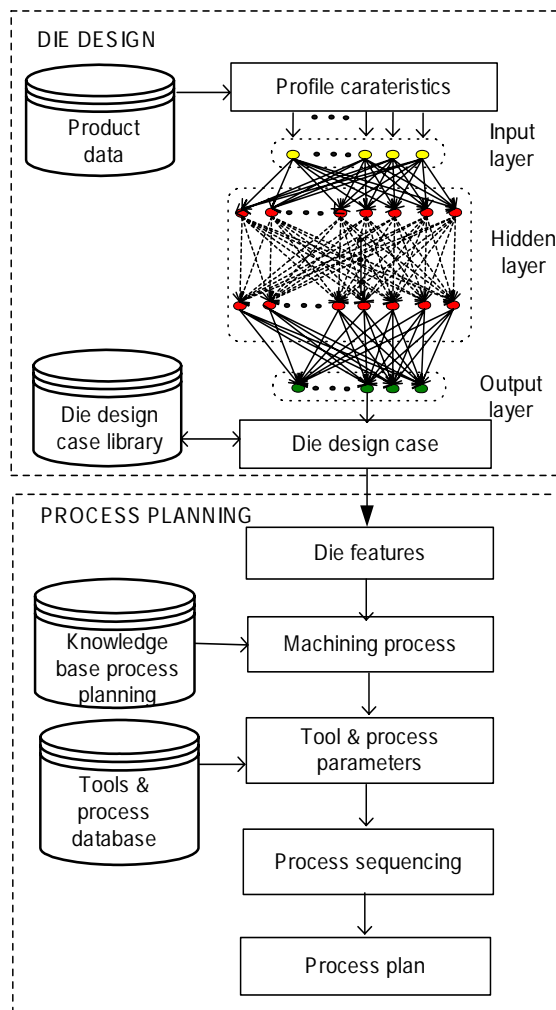 DIE DESIGN
Product
data
Profile carateristics
Input
layer
Hidden
layer
Output
layer
Die design
case library
Die design case
PROCESS PLANNING
Die features
Knowledge
base process
planning
Machining process
Tools &
process
database
Tool & process
parameters
Process sequencing
Process plan